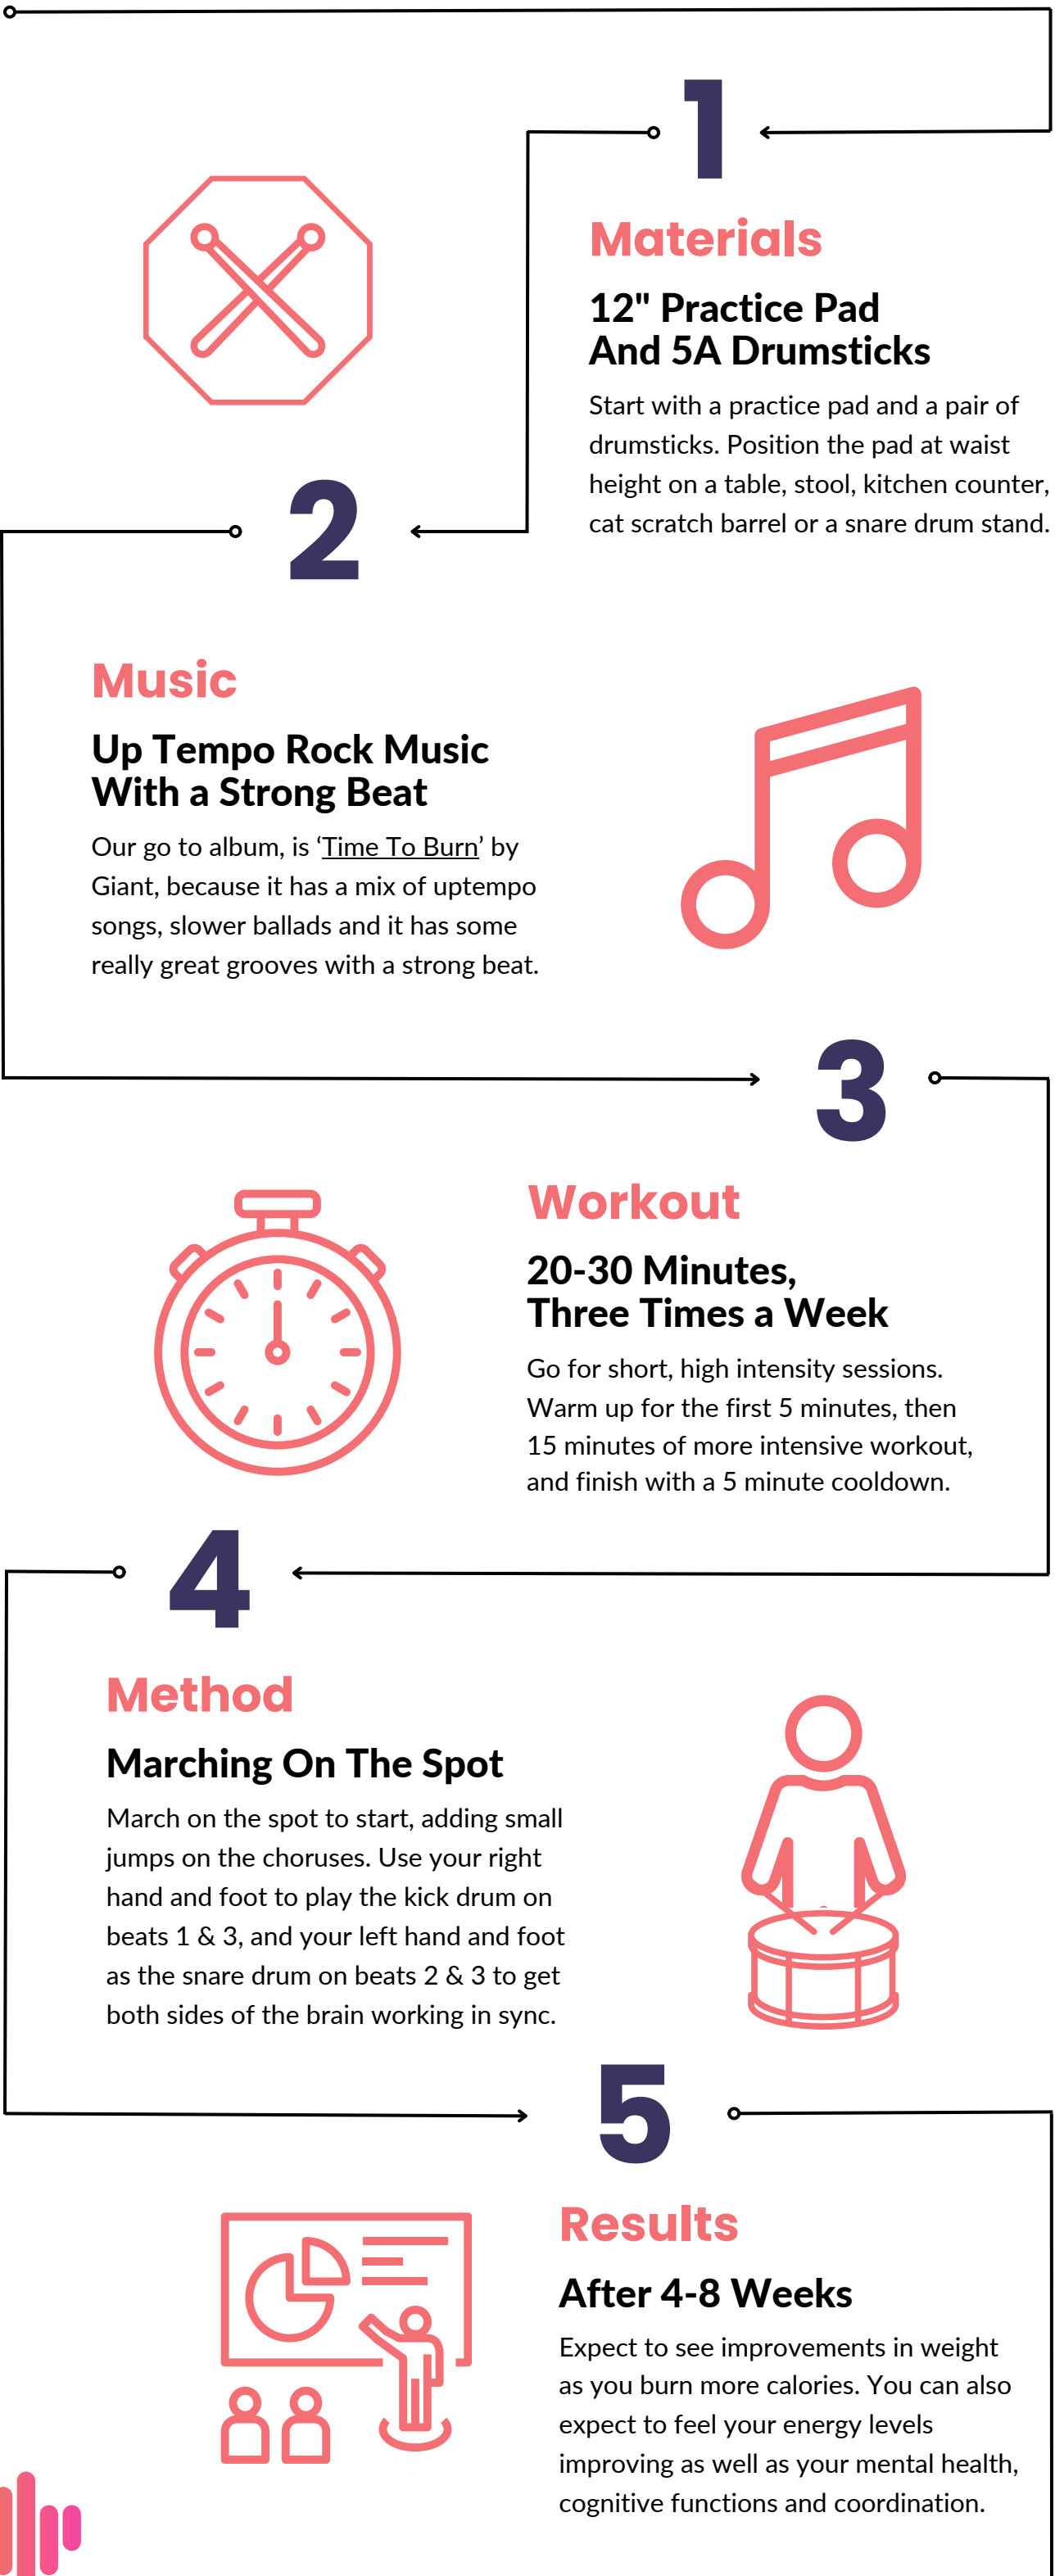 1
Materials
12" Practice Pad
And 5A Drumsticks
Start with a practice pad and a pair of
drumsticks. Position the pad at waist
height on a table, stool, kitchen counter,
cat scratch barrel or a snare drum stand.
2
Music
Up Tempo Rock Music
With a Strong Beat
Our go to album, is ‘Time To Burn’ by
Giant, because it has a mix of uptempo
songs, slower ballads and it has some
really great grooves with a strong beat.
3
Workout
20-30 Minutes,
Three Times a Week
Go for short, high intensity sessions.
Warm up for the first 5 minutes, then
15 minutes of more intensive workout,
and finish with a 5 minute cooldown.
4
Method
Marching On The Spot
March on the spot to start, adding small
jumps on the choruses. Use your right
hand and foot to play the kick drum on
beats 1 & 3, and your left hand and foot
as the snare drum on beats 2 & 3 to get
both sides of the brain working in sync.
5
Results
After 4-8 Weeks
Expect to see improvements in weight
as you burn more calories. You can also
expect to feel your energy levels
improving as well as your mental health,
cognitive functions and coordination.